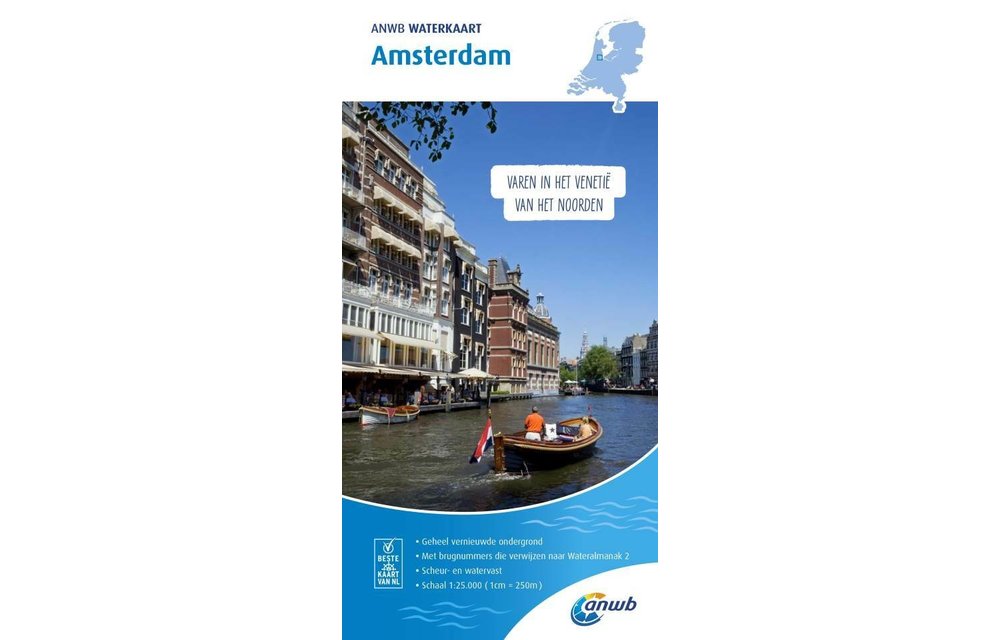 ANWB WATERKAART
Amsterdam
VAREN IN HET VENETIË
VAN HET NOORDEN
BESTE
KAART
VAN NL
▪ Geheel vernieuwde ondergrond
▪ Met brugnummers die verwijzen naar Wateralmanak 2
▪ Scheur- en watervast
▪ Schaal 1:25.000 ( 1cm = 250m )
anwb